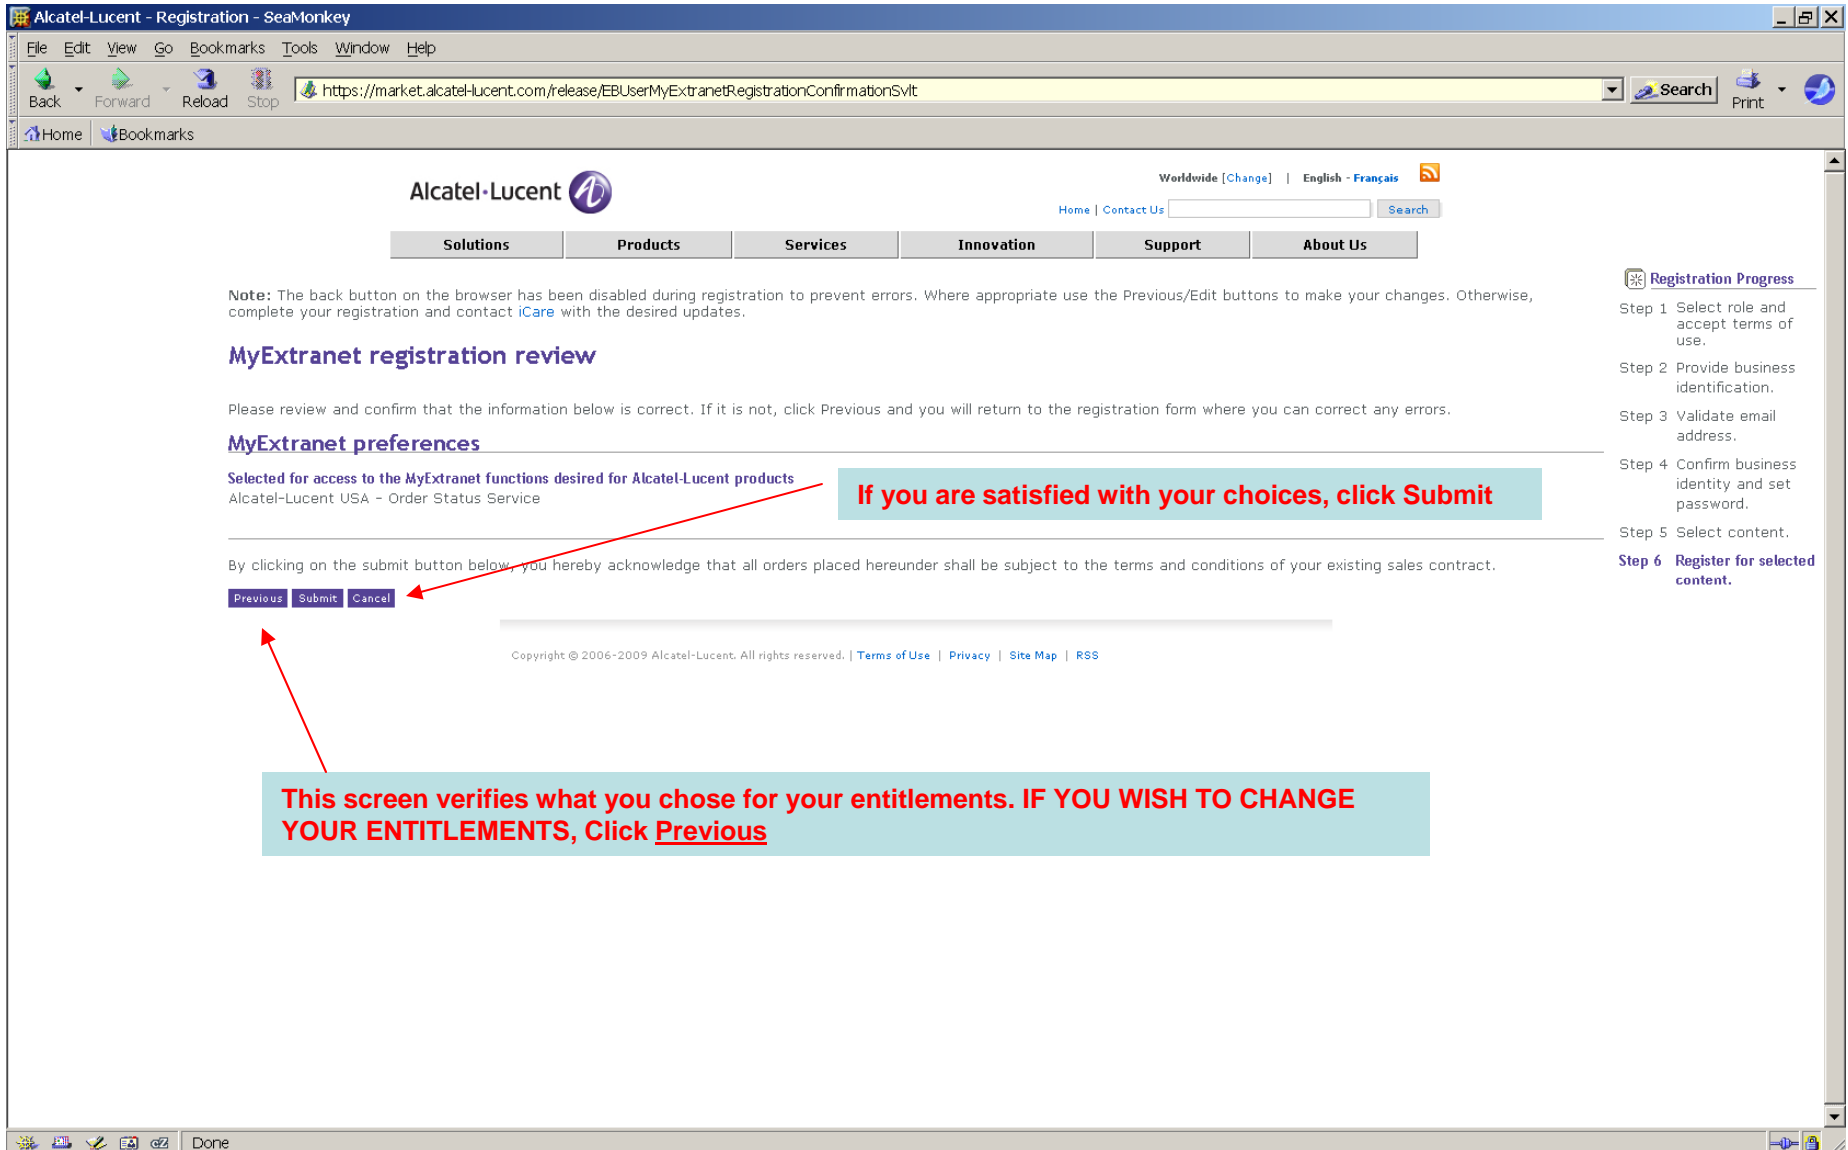 Alcatel-Lucent - Registration - SeaMonkey
File Edit View Go Bookmarks Tools Window Help
Back Forward Reload Stop https://market.alcatel-lucent.com/release/EBUserMyExtranetRegistrationConfirmationSvlt Search Print
Home Bookmarks
Alcatel·Lucent
Worldwide [Change] | English - Français
Home | Contact Us Search
Solutions Products Services Innovation Support About Us
Note: The back button on the browser has been disabled during registration to prevent errors. Where appropriate use the Previous/Edit buttons to make your changes. Otherwise,
complete your registration and contact iCare with the desired updates.
MyExtranet registration review
Please review and confirm that the information below is correct. If it is not, click Previous and you will return to the registration form where you can correct any errors.
MyExtranet preferences
Selected for access to the MyExtranet functions desired for Alcatel-Lucent products
Alcatel-Lucent USA - Order Status Service
If you are satisfied with your choices, click Submit
By clicking on the submit button below, you hereby acknowledge that all orders placed hereunder shall be subject to the terms and conditions of your existing sales contract.
Previous Submit Cancel
Copyright © 2006-2009 Alcatel-Lucent. All rights reserved. | Terms of Use | Privacy | Site Map | RSS
This screen verifies what you chose for your entitlements. IF YOU WISH TO CHANGE
YOUR ENTITLEMENTS, Click Previous
Registration Progress
Step 1 Select role and
accept terms of
use.
Step 2 Provide business
identification.
Step 3 Validate email
address.
Step 4 Confirm business
identity and set
password.
Step 5 Select content.
Step 6 Register for selected
content.
Done